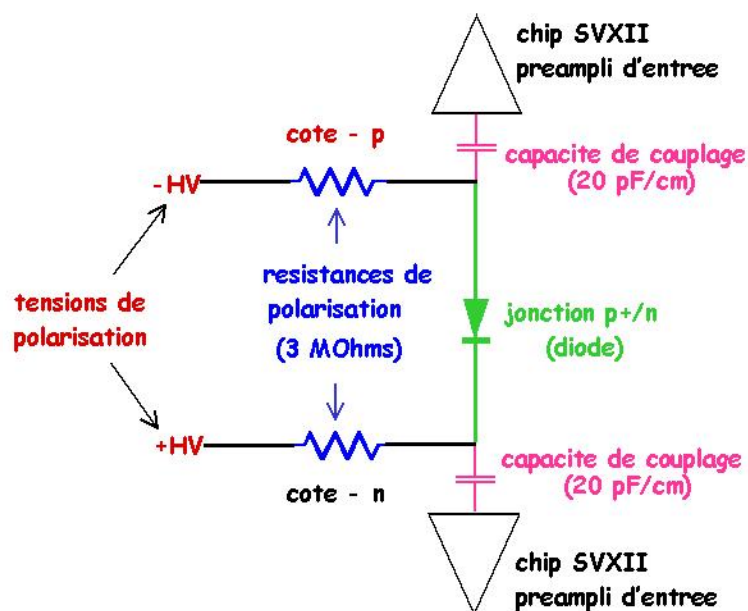 chip SVXII
preampli d'entree
cote - p
capacite de couplage
(20 pF/cm)
- HV
tensions de
polarisation
resistances de
polarisation
(3 MOhms)
jonction p+/n
(diode)
+HV
cote - n
capacite de couplage
(20 pF/cm)
chip SVXII
preampli d'entree